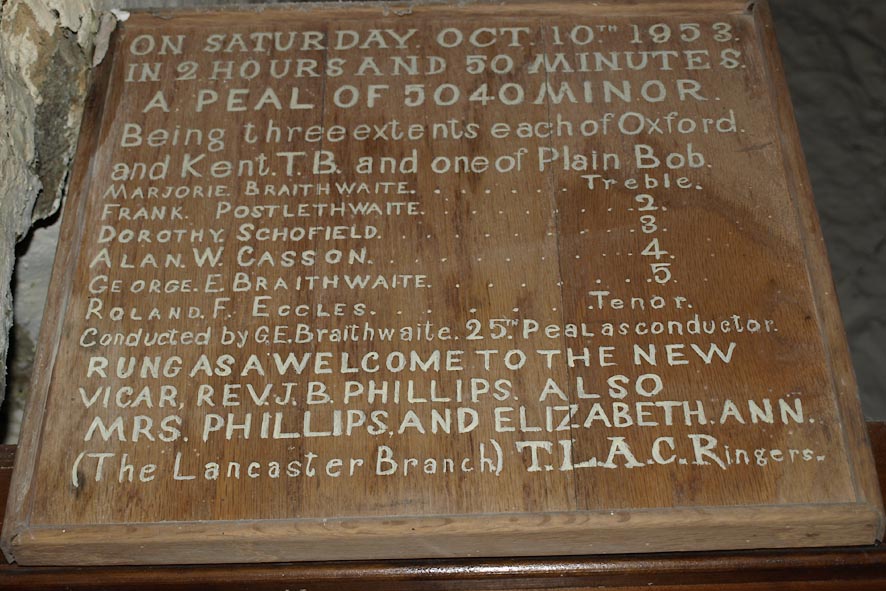 ON SATURDAY. OCT 10TH 1953.
IN 2 HOURS AND 50 MINUTES.
A PEAL OF 5040 MINOR.
Being three extents each of Oxford.
and Kent. T.B. and one of Plain Bob.
MARJORIE. BRAITHWAITE. . . . . . . Treble.
FRANK. POSTLETHWAITE. . . . . . . . 2.
DOROTHY. SCHOFIELD. . . . . . . . . 3.
ALAN. W. CASSON. . . . . . . . . . 4.
GEORGE. E. BRAITHWAITE. . . . . . . 5.
ROLAND. F. ECCLES. . . . . . . . Tenor.
Conducted by G.E. Braithwaite. 25TH Peal as conductor.
RUNG AS A WELCOME TO THE NEW
VICAR, REV. J. B. PHILLIPS. ALSO
MRS. PHILLIPS, AND ELIZABETH. ANN.
(The Lancaster Branch) T.L.A.C. Ringers.